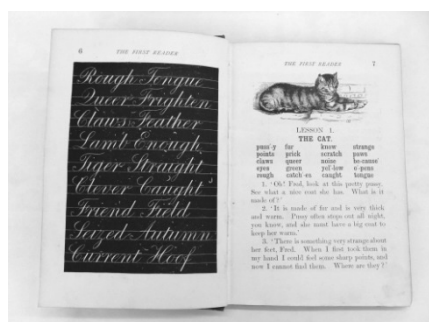 6
THE FIRST READER
Rough Tongue
Queer Frighten
Claws Feather
Lamb Enough
Tiger Straight
Clever Caught
Friend Field
Seized Autumn
Current Hoof
THE FIRST READER
7
LESSON 1.
THE CAT.
puss-y fur know strange
points prick scratch paws
claws queer noise be-cause'
eyes green yel-low o'-pens
rough catch-es caught tongue
1. 'Oh! Fred, look at this pretty pussy.
See what a nice coat she has. What is it
made of?'
2. 'It is made of fur and is very thick
and warm. Pussy often stops out all night,
you know, and she must have a big coat to
keep her warm.'
3. 'There is something very strange about
her feet, Fred. When I first took them in
my hand I could feel some sharp points, and
now I cannot find them. Where are they?'